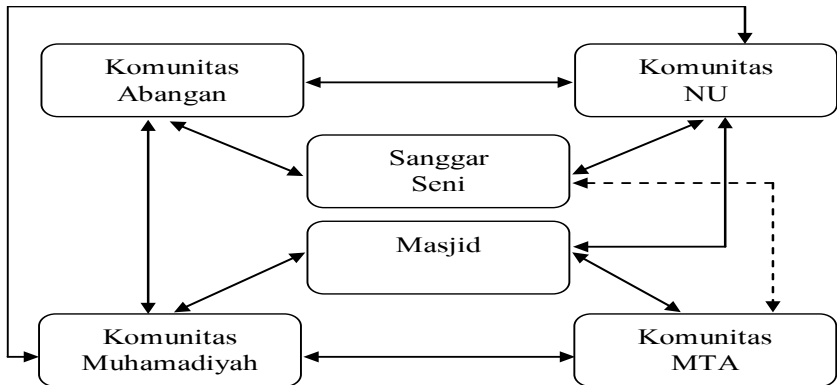 Komunitas
Abangan
Komunitas
NU
Sanggar
Seni
Masjid
Komunitas
Muhamadiyah
Komunitas
MTA